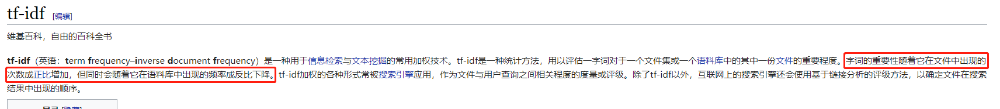 tf-idf [编辑]
维基百科，自由的百科全书
tf-idf（英语：term frequency–inverse document frequency）是一种用于信息检索与文本挖掘的常用加权技术。tf-idf是一种统计方法，用以评估一字词对于一个文件集或一个语料库中的其中一份文件的重要程度。字词的重要性随着它在文件中出现的
次数成正比增加，但同时会随着它在语料库中出现的频率成反比下降。tf-idf加权的各种形式常被搜索引擎应用，作为文件与用户查询之间相关程度的度量或评级。除了tf-idf以外，互联网上的搜索引擎还会使用基于链接分析的评级方法，以确定文件在搜索
结果中出现的顺序。